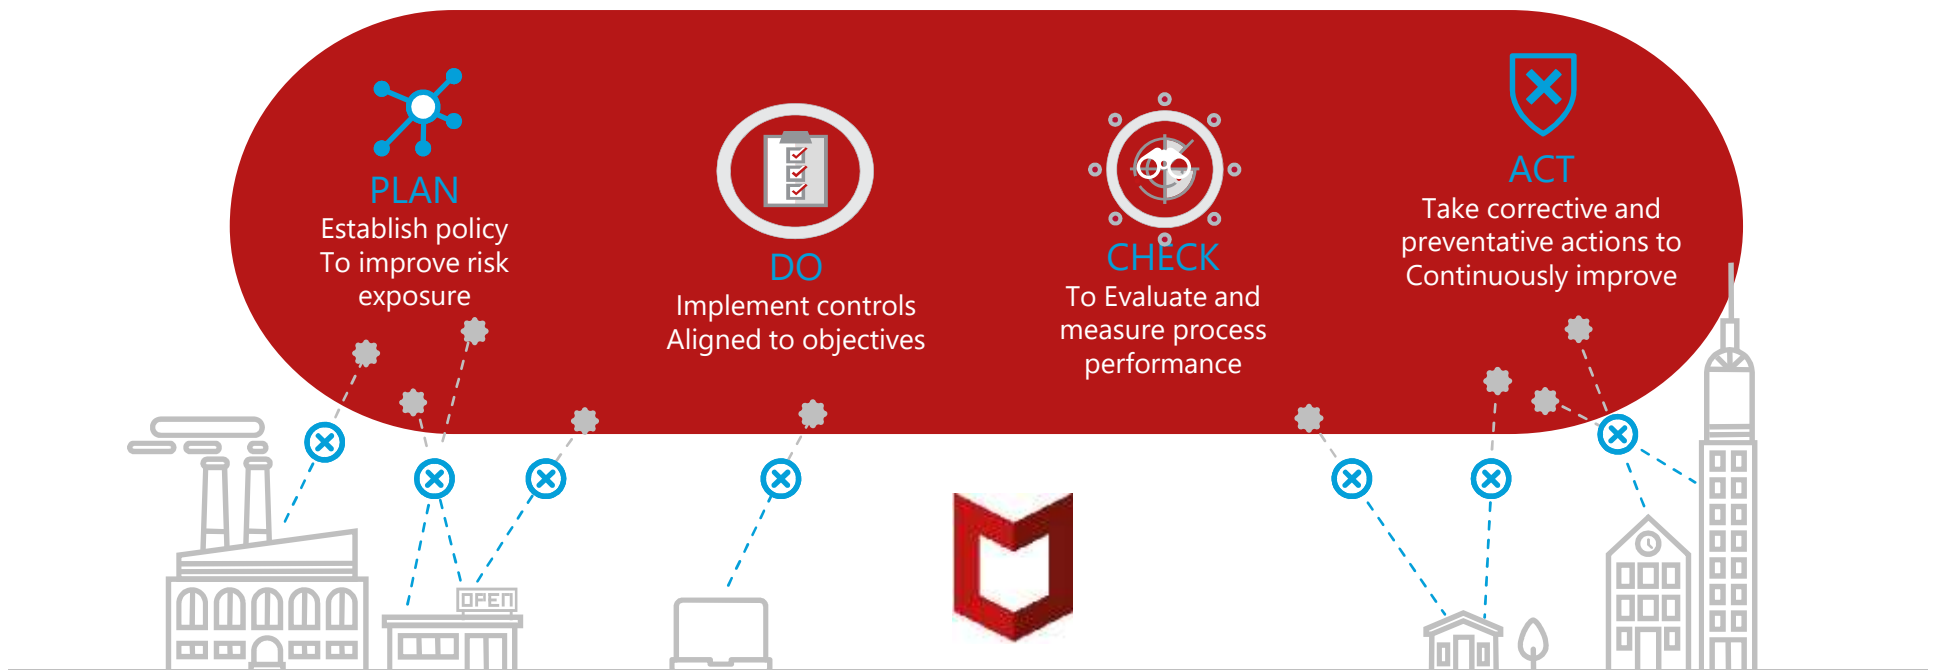 PLAN
Establish policy
To improve risk
exposure
DO
Implement controls
Aligned to objectives
CHECK
To Evaluate and
measure process
performance
ACT
Take corrective and
preventative actions to
Continuously improve
OPEN